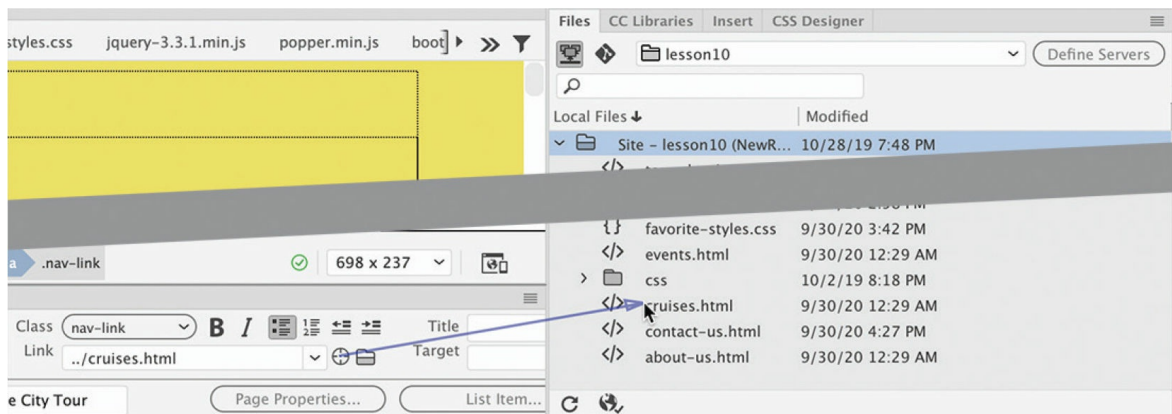 Files CC Libraries Insert CSS Designer
styles.css jquery-3.3.1.min.js popper.min.js boot
lesson10 Define Servers
Local Files Modified
Site - lesson10 (NewR... 10/28/19 7:48 PM
favorite-styles.css 9/30/20 3:42 PM
a .nav-link 698 x 237 events.html 9/30/20 12:29 AM
css 10/2/19 8:18 PM
cruises.html 9/30/20 12:29 AM
Class nav-link B I Title
contact-us.html 9/30/20 4:27 PM
Link ../cruises.html Target
about-us.html 9/30/20 12:29 AM
e City Tour Page Properties... List Item...